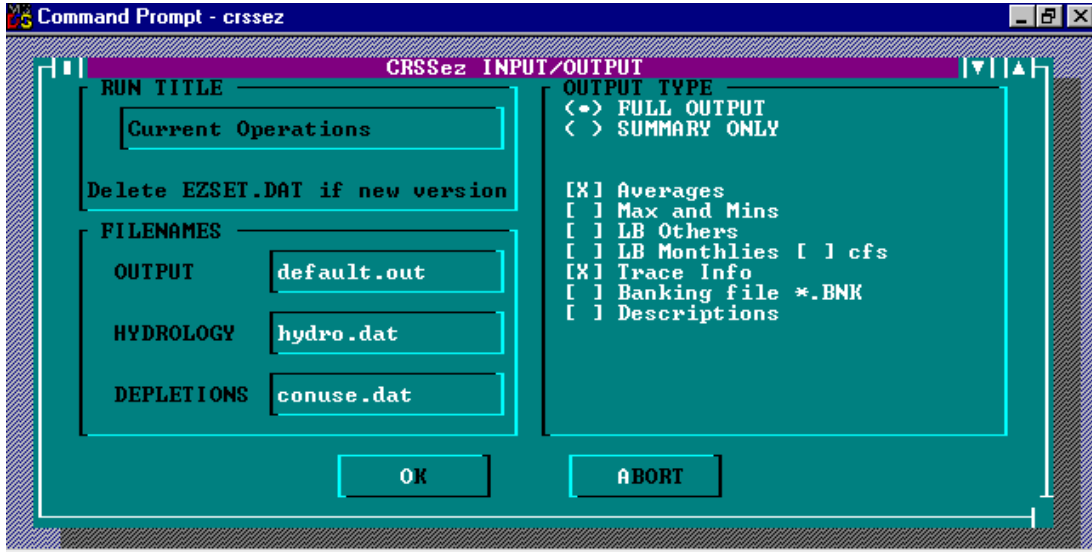 Command Prompt - crssez
CRSSez INPUT/OUTPUT
RUN TITLE
Current Operations
Delete EZSET.DAT if new version
FILENAMES
OUTPUT default.out
HYDROLOGY hydro.dat
DEPLETIONS conuse.dat
OUTPUT TYPE
(•) FULL OUTPUT
( ) SUMMARY ONLY
[X] Averages
[ ] Max and Mins
[ ] LB Others
[ ] LB Monthlies [ ] cfs
[X] Trace Info
[ ] Banking file *.BNK
[ ] Descriptions
OK
ABORT